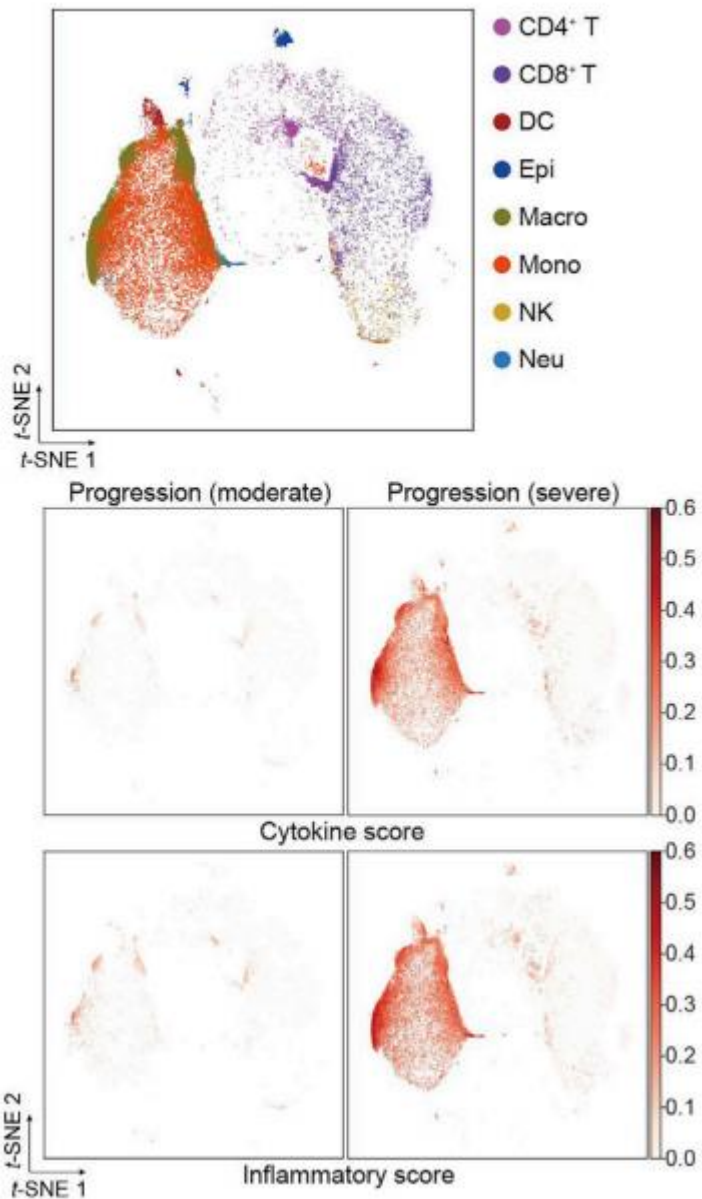 CD4⁺ T
CD8⁺ T
DC
Epi
Macro
Mono
NK
Neu
t-SNE 2
t-SNE 1
Progression (moderate)
Progression (severe)
0.6
0.5
0.4
0.3
0.2
0.1
0.0
Cytokine score
0.6
0.5
0.4
0.3
0.2
0.1
0.0
t-SNE 2
t-SNE 1
Inflammatory score